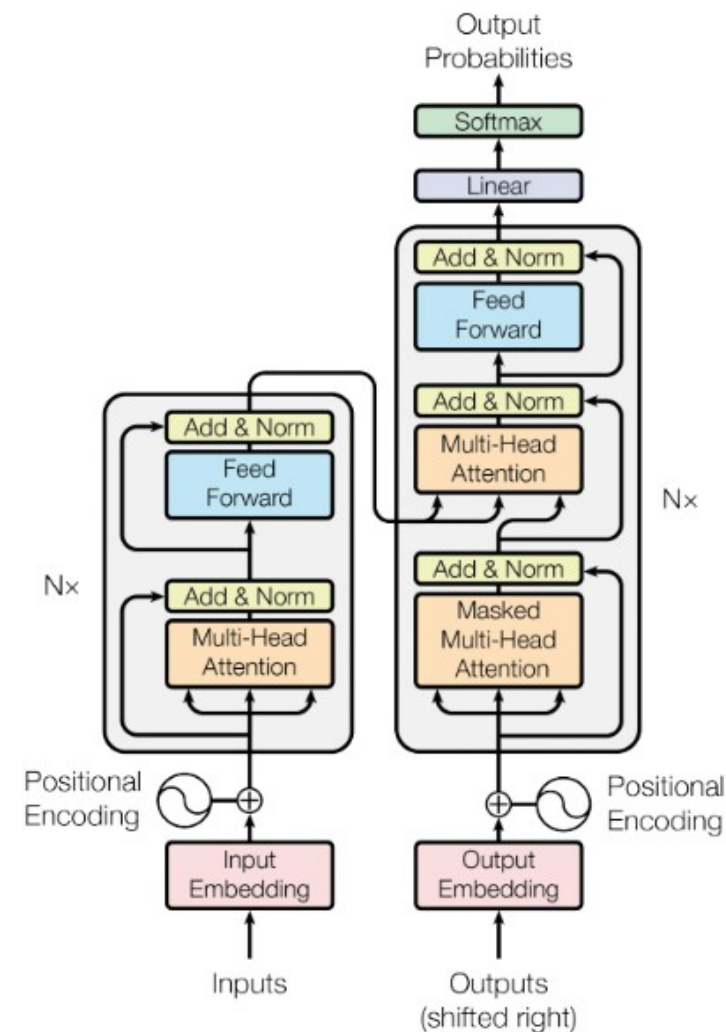 Output
Probabilities
Softmax
Linear
Add & Norm
Feed
Forward
Add & Norm
Multi-Head
Attention
Add & Norm
Masked
Multi-Head
Attention
Nx
Add & Norm
Feed
Forward
Add & Norm
Multi-Head
Attention
Nx
Positional
Encoding
Positional
Encoding
Input
Embedding
Output
Embedding
Inputs
Outputs
(shifted right)